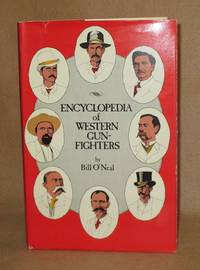 ENCYCLOPEDIA
of
WESTERN
GUN-
FIGHTERS
by
Bill O'Neal